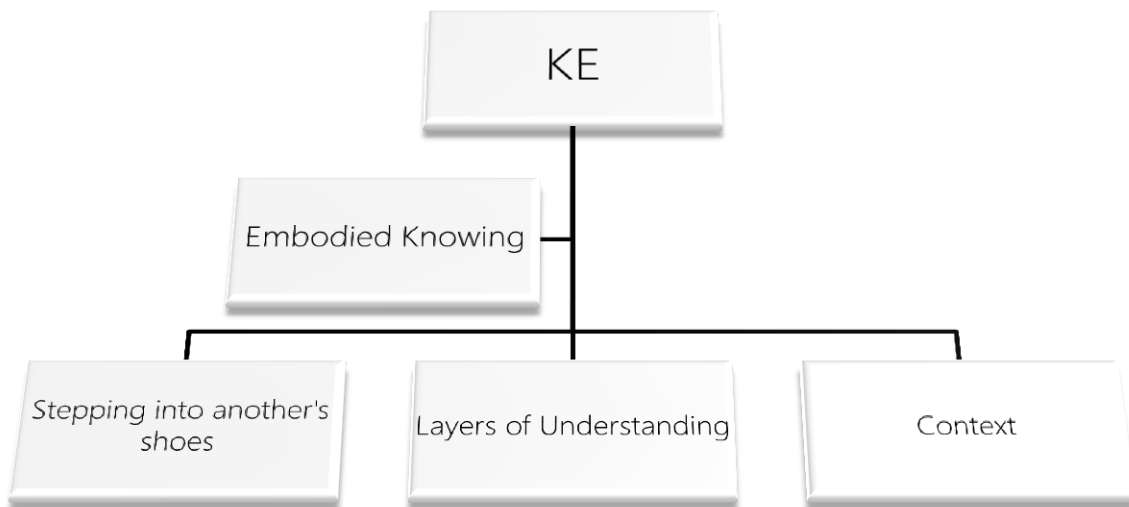 KE
Embodied Knowing
Stepping into another's
shoes
Layers of Understanding
Context